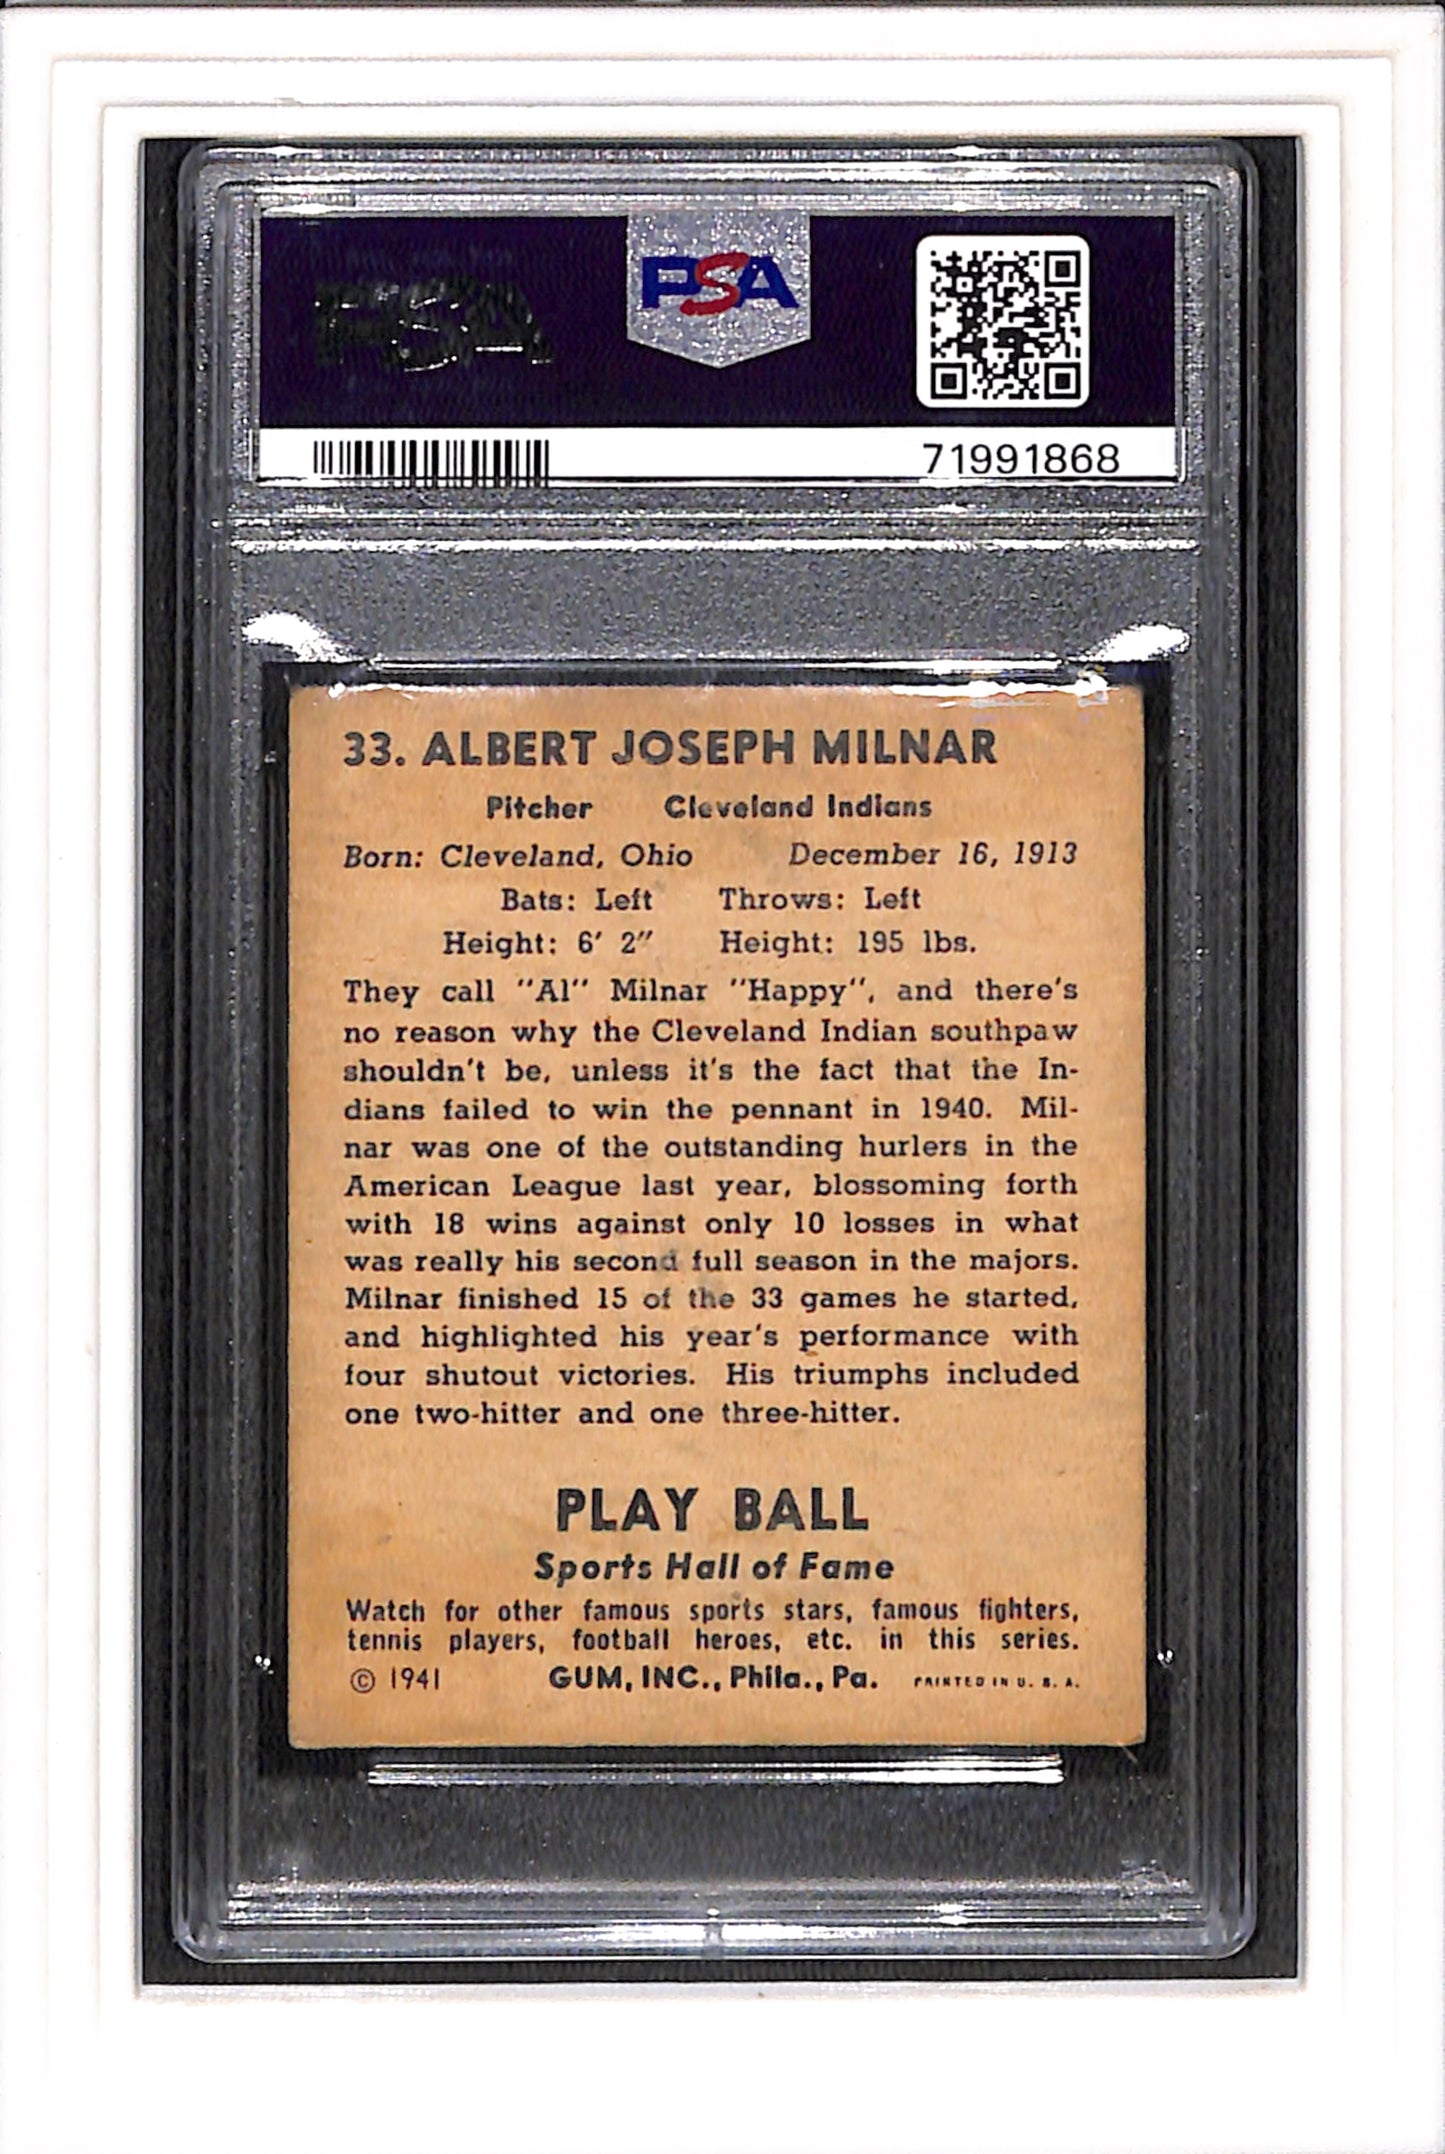 PSA
PSA
71991868
33. ALBERT JOSEPH MILNAR
Pitcher Cleveland Indians
Born: Cleveland, Ohio December 16, 1913
Bats: Left Throws: Left
Height: 6′ 2″ Height: 195 lbs.
They call "Al" Milnar "Happy", and there's
no reason why the Cleveland Indian southpaw
shouldn't be, unless it's the fact that the In-
dians failed to win the pennant in 1940. Mil-
nar was one of the outstanding hurlers in the
American League last year, blossoming forth
with 18 wins against only 10 losses in what
was really his second full season in the majors.
Milnar finished 15 of the 33 games he started,
and highlighted his year's performance with
four shutout victories. His triumphs included
one two-hitter and one three-hitter.
PLAY BALL
Sports Hall of Fame
Watch for other famous sports stars, famous fighters,
tennis players, football heroes, etc. in this series.
© 1941 GUM, INC., Phila., Pa. PRINTED IN U. S. A.